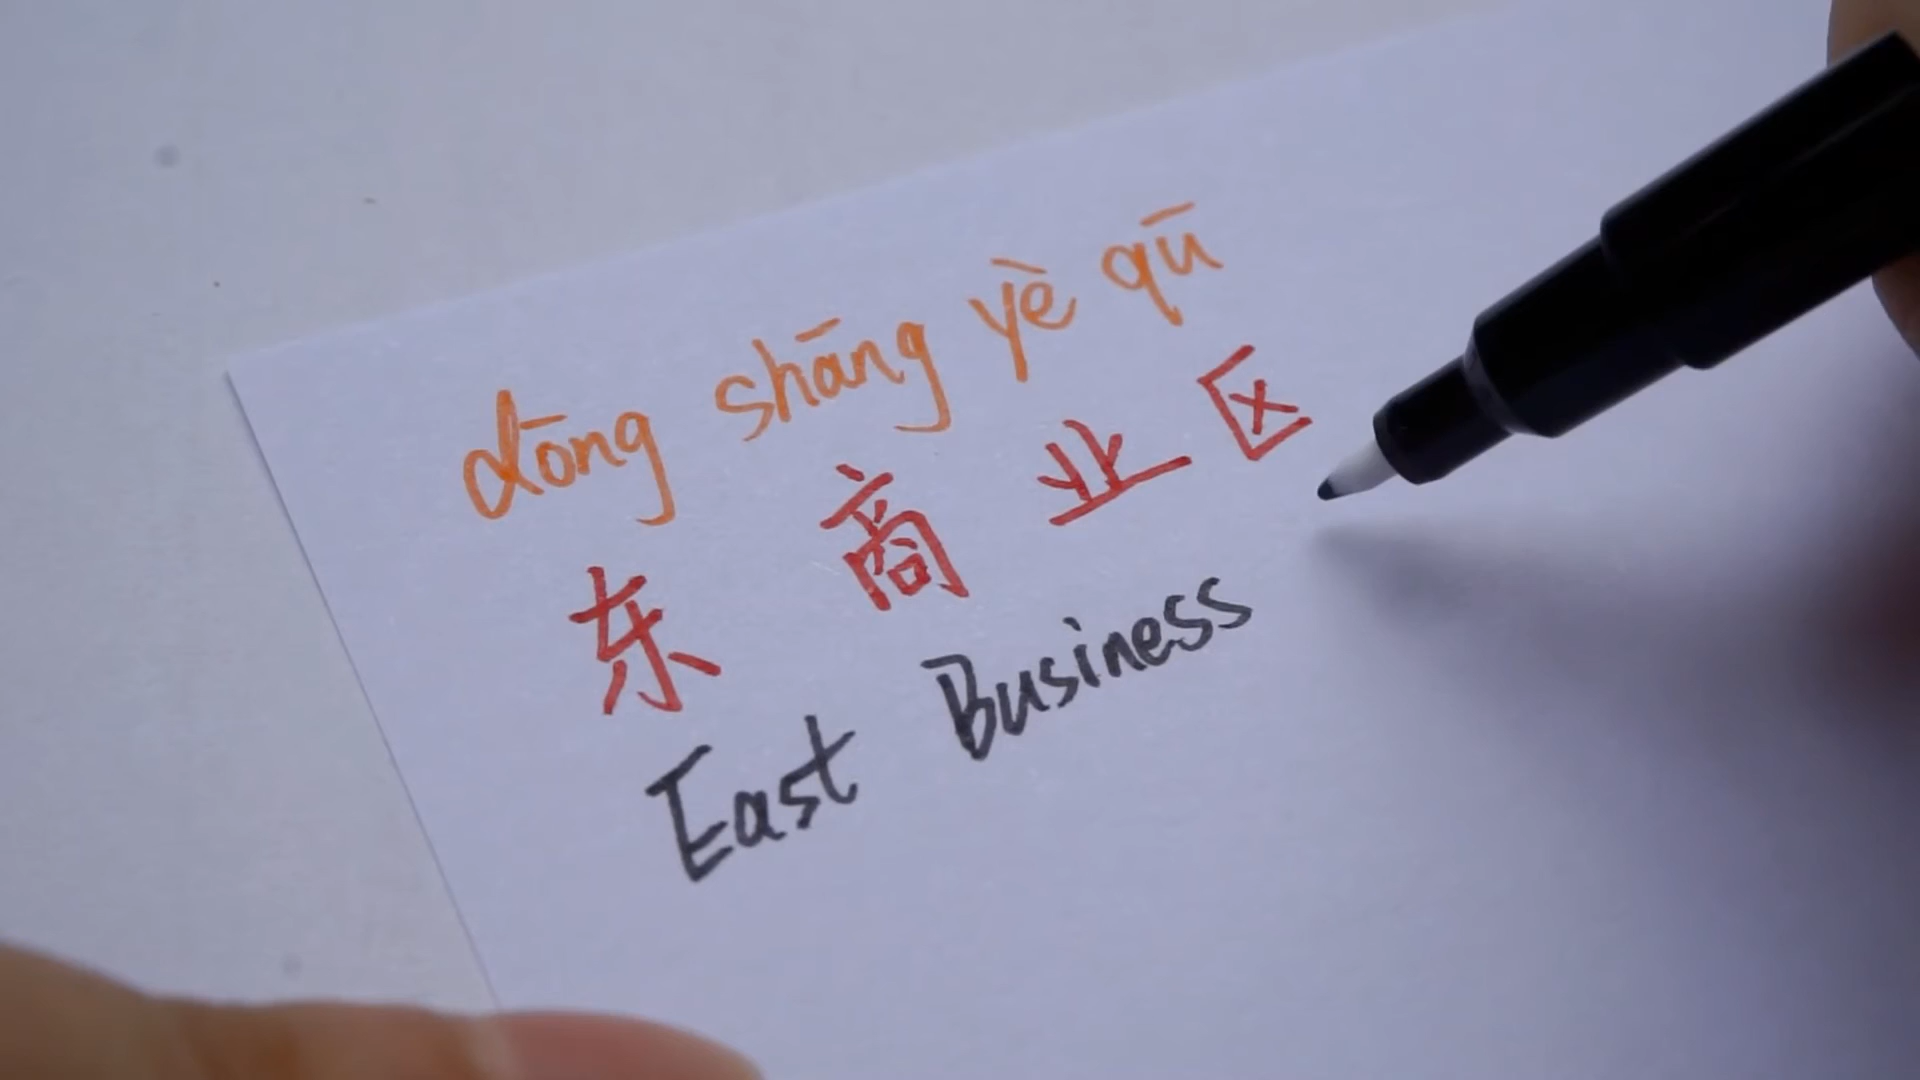 dōng shāng yè qū
东 商 业 区
East Business